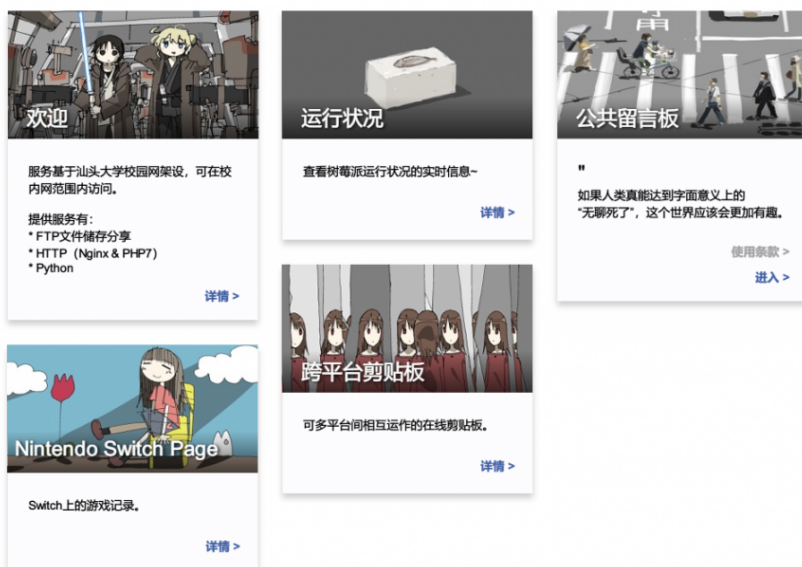 欢迎
服务基于汕头大学校园网架设，可在校
内网范围内访问。
提供服务有：
* FTP文件储存分享
* HTTP（Nginx & PHP7）
* Python
详情 >
Nintendo Switch Page
Switch上的游戏记录。
详情 >
运行状况
查看树莓派运行状况的实时信息~
详情 >
跨平台剪贴板
可多平台间相互运作的在线剪贴板。
详情 >
公共留言板
"
如果人类真能达到字面意义上的
“无聊死了”，这个世界应该会更加有趣。
使用条款 >
进入 >